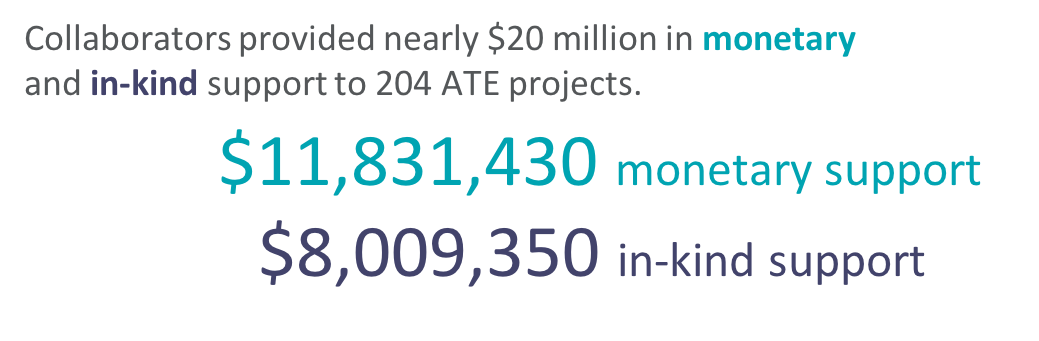 Collaborators provided nearly $20 million in monetary
and in-kind support to 204 ATE projects.
$11,831,430 monetary support
$8,009,350 in-kind support